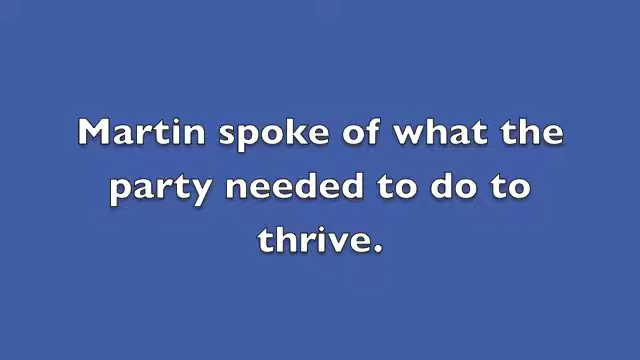 Martin spoke of what the
party needed to do to
thrive.